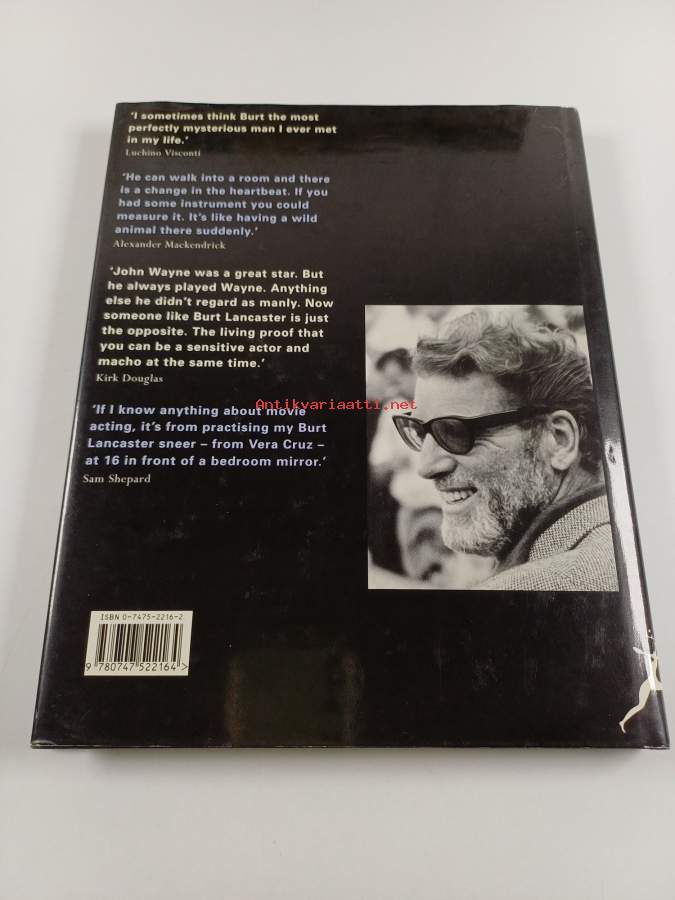 'I sometimes think Burt the most
perfectly mysterious man I ever met
in my life.'
Luchino Visconti
'He can walk into a room and there
is a change in the heartbeat. If you
had some instrument you could
measure it. It's like having a wild
animal there suddenly.'
Alexander Mackendrick
'John Wayne was a great star. But
he always played Wayne. Anything
else he didn't regard as manly. Now
someone like Burt Lancaster is just
the opposite. The living proof that
you can be a sensitive actor and
macho at the same time.'
Kirk Douglas
Antikvariaatti.net
'If I know anything about movie
acting, it's from practising my Burt
Lancaster sneer – from Vera Cruz –
at 16 in front of a bedroom mirror.'
Sam Shepard
ISBN 0-7475-2216-2
9 780747 522164 >